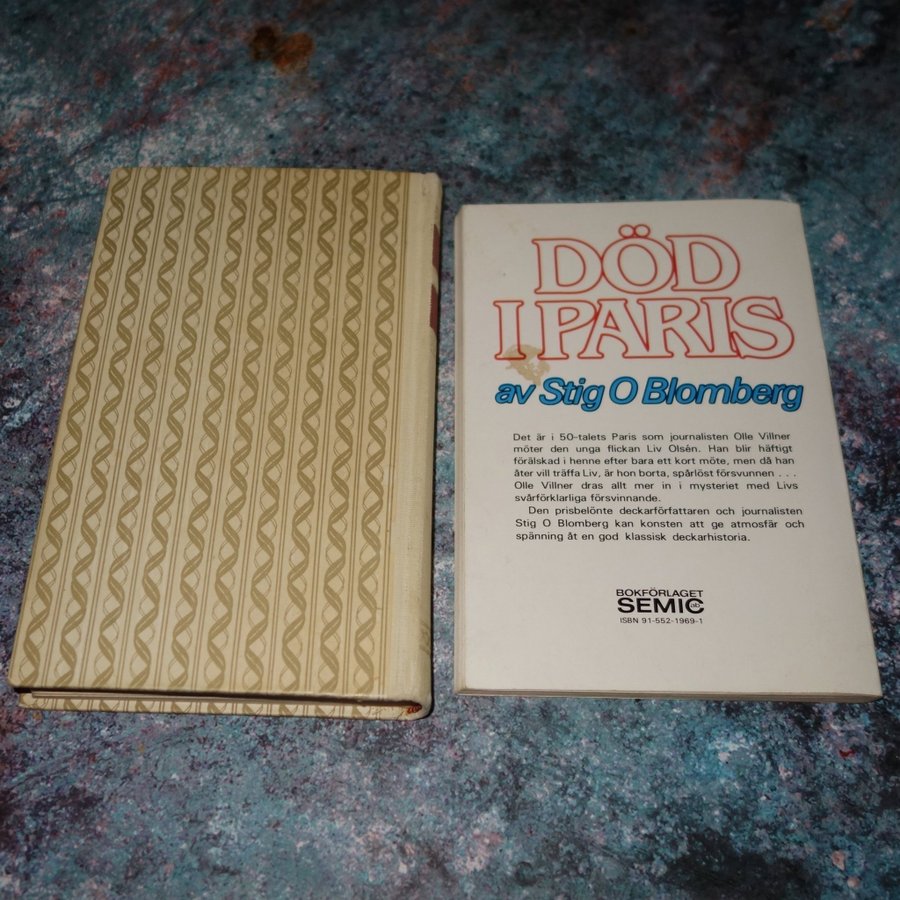 DÖD
I PARIS
av Stig O Blomberg
Det är i 50-talets Paris som journalisten Olle Villner
möter den unga flickan Liv Olsén. Han blir häftigt
förälskad i henne efter bara ett kort möte, men då han
åter vill träffa Liv, är hon borta, spårlöst försvunnen . . .
Olle Villner dras allt mer in i mysteriet med Livs
svårförklarliga försvinnande.
Den prisbelönte deckarförfattaren och journalisten
Stig O Blomberg kan konsten att ge atmosfär och
spänning åt en god klassisk deckarhistoria.
BOKFÖRLAGET
SEMIC ab
ISBN 91-552-1969-1